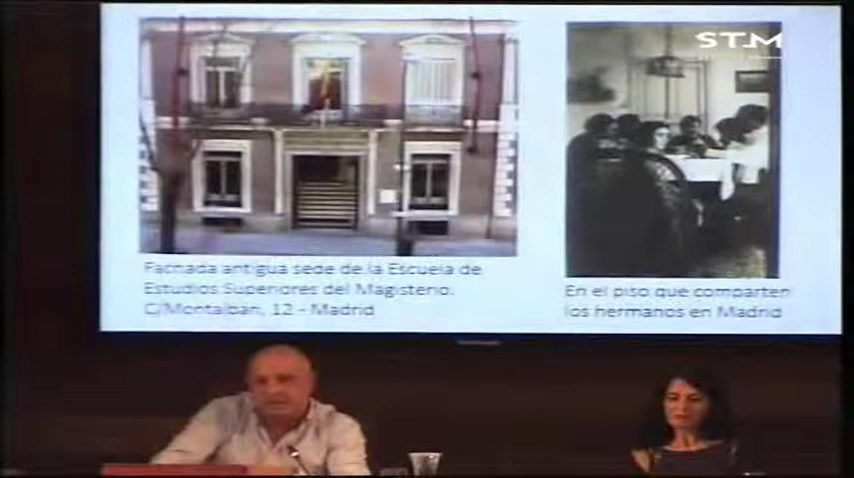 STM
Fachada antigua sede de la Escuela de
Estudios Superiores del Magisterio.
C/Montalbán, 12 - Madrid
En el piso que comparten
los hermanos en Madrid